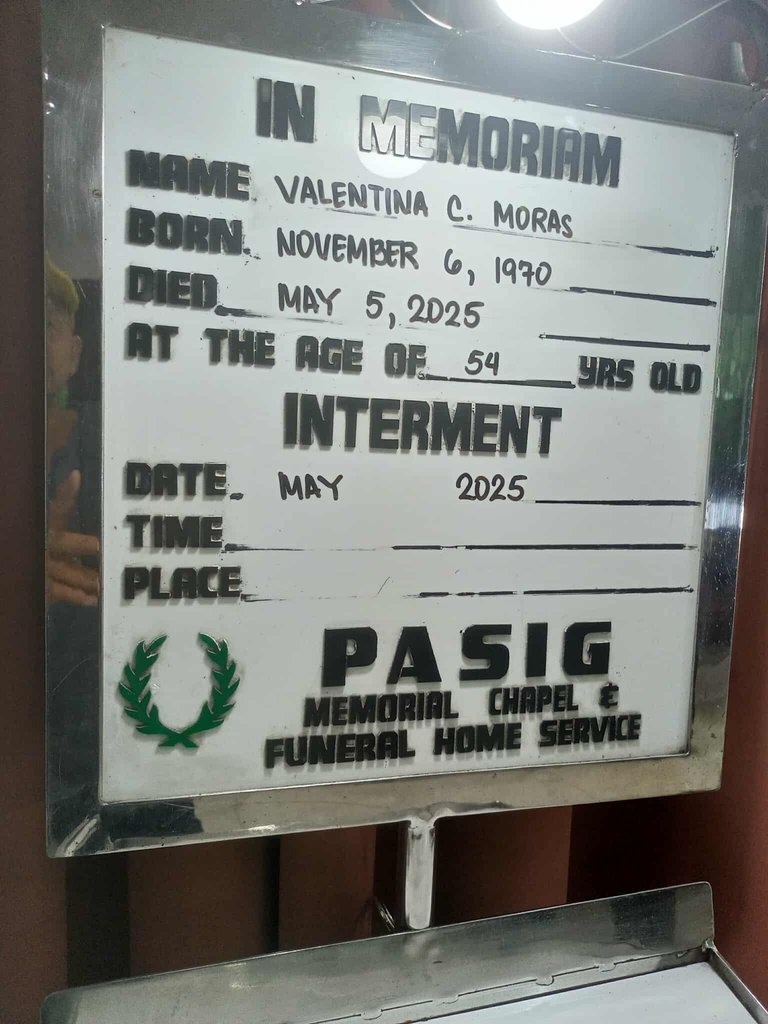 IN MEMORIAM
NAME VALENTINA C. MORAS
BORN. NOVEMBER 6, 1970
DIED MAY 5, 2025
AT THE AGE OF 54 YRS OLD
INTERMENT
DATE MAY 2025
TIME
PLACE
PASIG
MEMORIAL CHAPEL &
FUNERAL HOME SERVICE